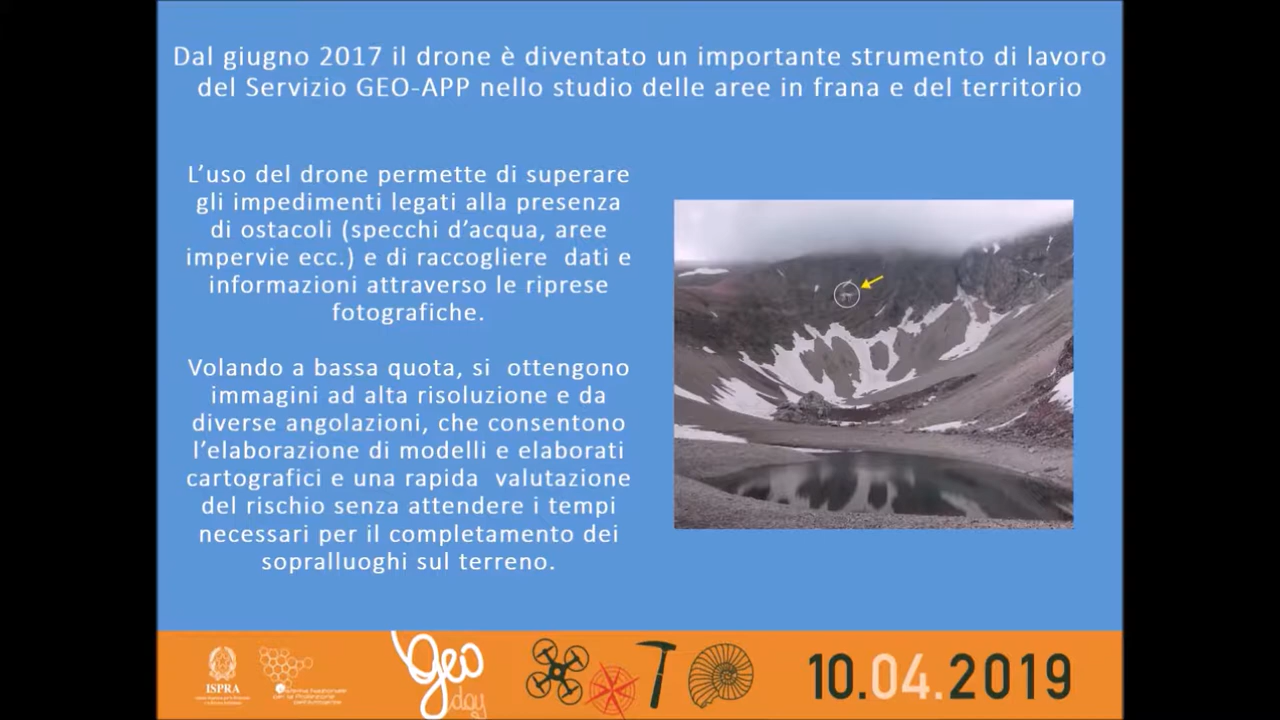 Dal giugno 2017 il drone è diventato un importante strumento di lavoro
del Servizio GEO-APP nello studio delle aree in frana e del territorio
L’uso del drone permette di superare
gli impedimenti legati alla presenza
di ostacoli (specchi d’acqua, aree
impervie ecc.) e di raccogliere dati e
informazioni attraverso le riprese
fotografiche.
Volando a bassa quota, si ottengono
immagini ad alta risoluzione e da
diverse angolazioni, che consentono
l’elaborazione di modelli e elaborati
cartografici e una rapida valutazione
del rischio senza attendere i tempi
necessari per il completamento dei
sopralluoghi sul terreno.
ISPRA
Geo
day
10.04.2019